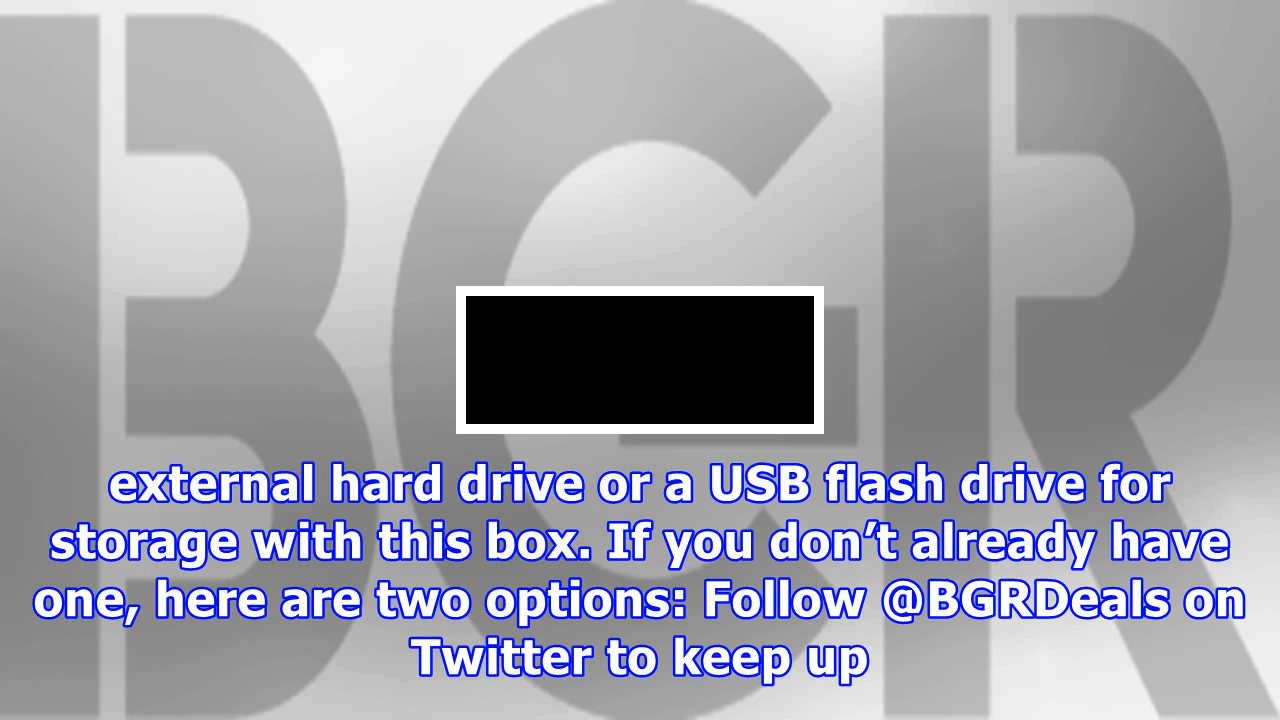 BGR
external hard drive or a USB flash drive for
storage with this box. If you don’t already have
one, here are two options: Follow @BGRDeals on
Twitter to keep up